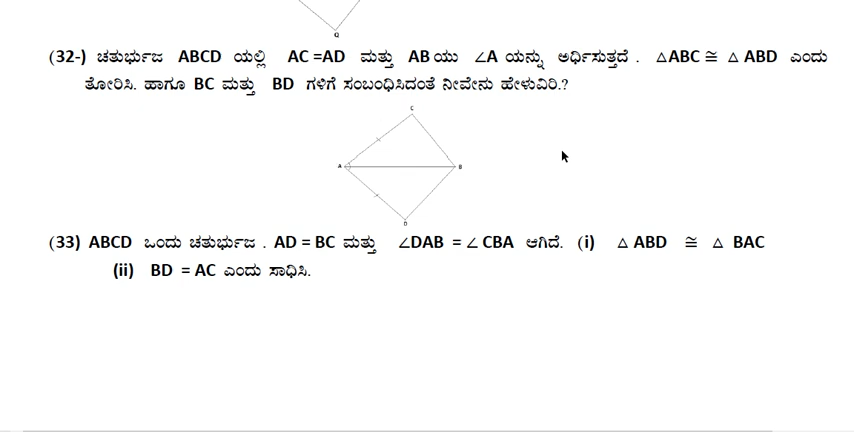 Q
(32-) ಚತುರ್ಭುಜ ABCD ಯಲ್ಲಿ AC =AD ಮತ್ತು AB ಯು ∠A ಯನ್ನು ಅರ್ಧಿಸುತ್ತದೆ . △ABC ≅ △ ABD ಎಂದು
ತೋರಿಸಿ. ಹಾಗೂ BC ಮತ್ತು BD ಗಳಿಗೆ ಸಂಬಂಧಿಸಿದಂತೆ ನೀವೇನು ಹೇಳುವಿರಿ.?
C
A B
D
(33) ABCD ಒಂದು ಚತುರ್ಭುಜ . AD = BC ಮತ್ತು ∠DAB = ∠ CBA ಆಗಿದೆ. (i) △ ABD ≅ △ BAC
(ii) BD = AC ಎಂದು ಸಾಧಿಸಿ.